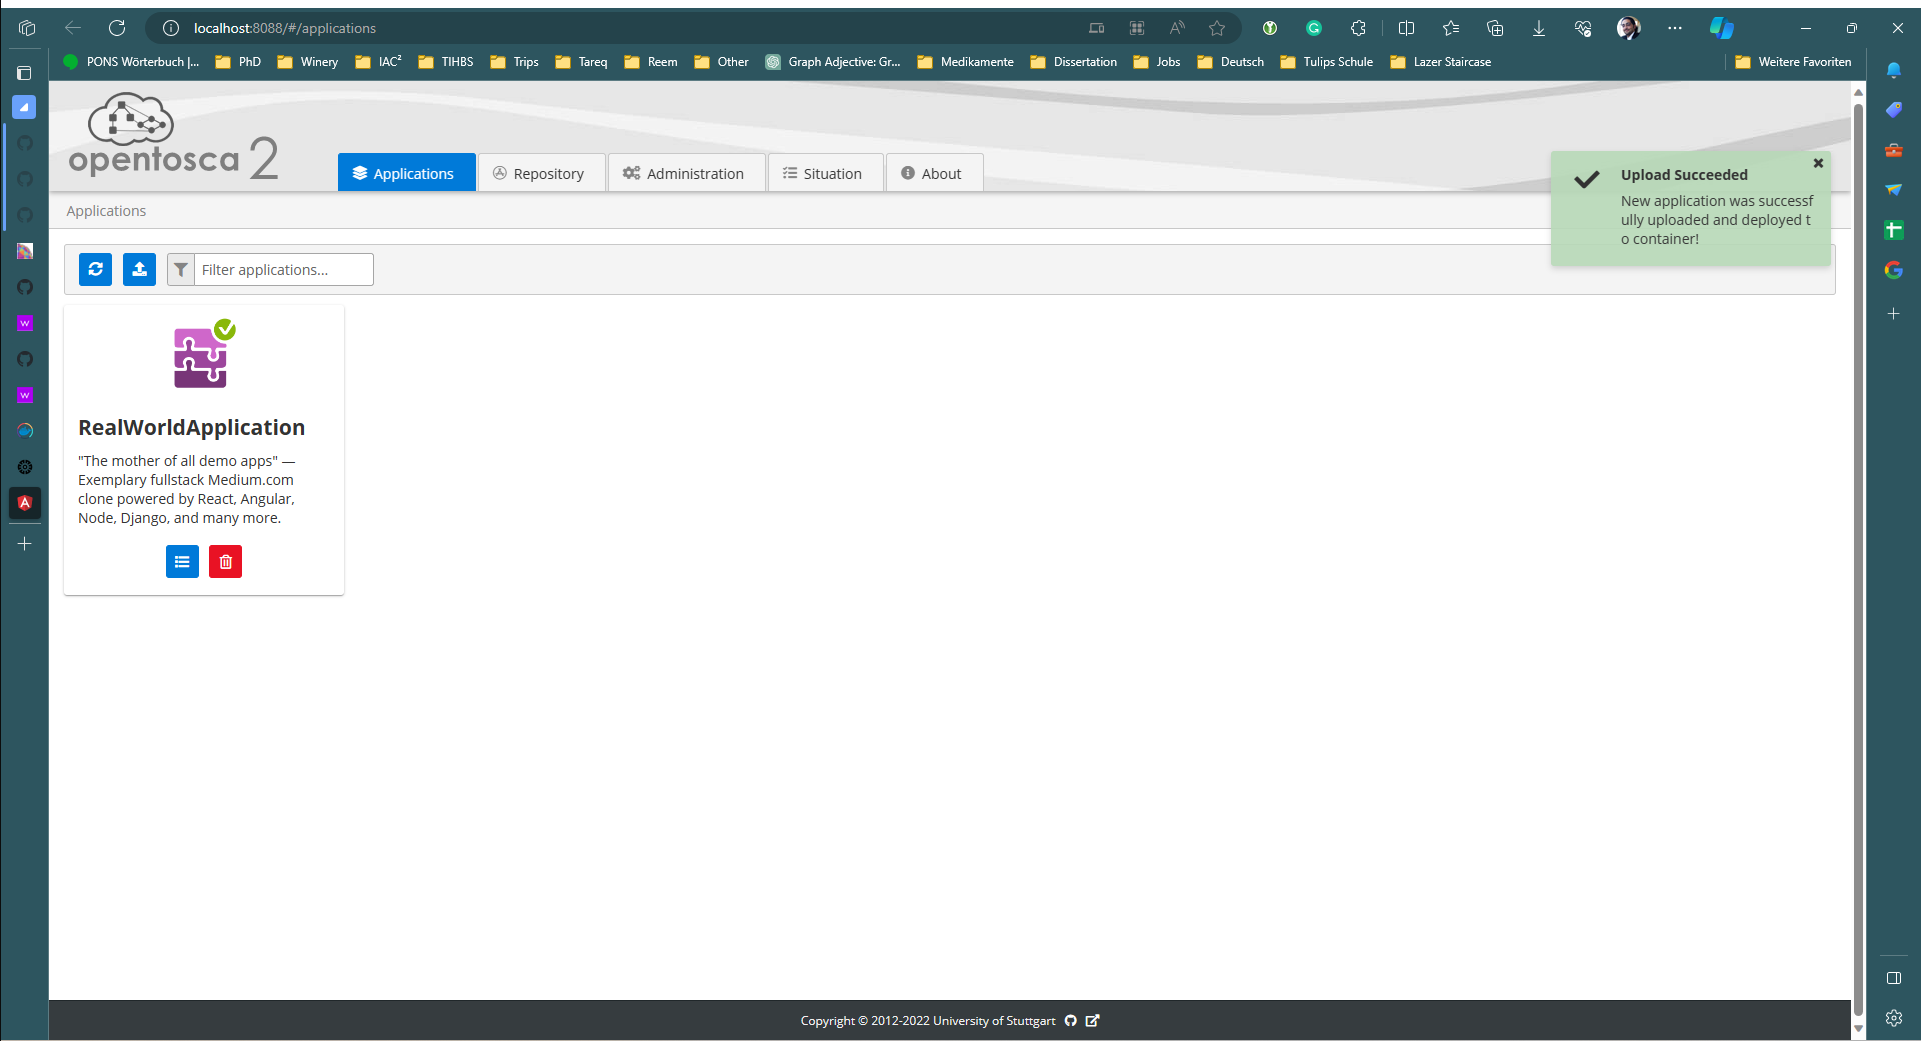 localhost:8088/#/applications
PONS Wörterbuch |... PhD Winery IAC² TIHBS Trips Tareq Reem Other Graph Adjective: Gr... Medikamente Dissertation Jobs Deutsch Tulips Schule Lazer Staircase Weitere Favoriten
opentosca 2
Applications Repository Administration Situation About
Applications
Upload Succeeded
New application was successf
ully uploaded and deployed t
o container!
Filter applications...
RealWorldApplication
"The mother of all demo apps" —
Exemplary fullstack Medium.com
clone powered by React, Angular,
Node, Django, and many more.
Copyright © 2012-2022 University of Stuttgart